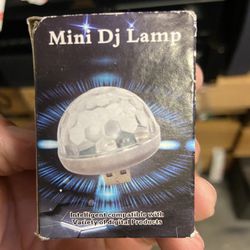 Mini Dj Lamp
Intelligent compatible with
Variety of digital Products